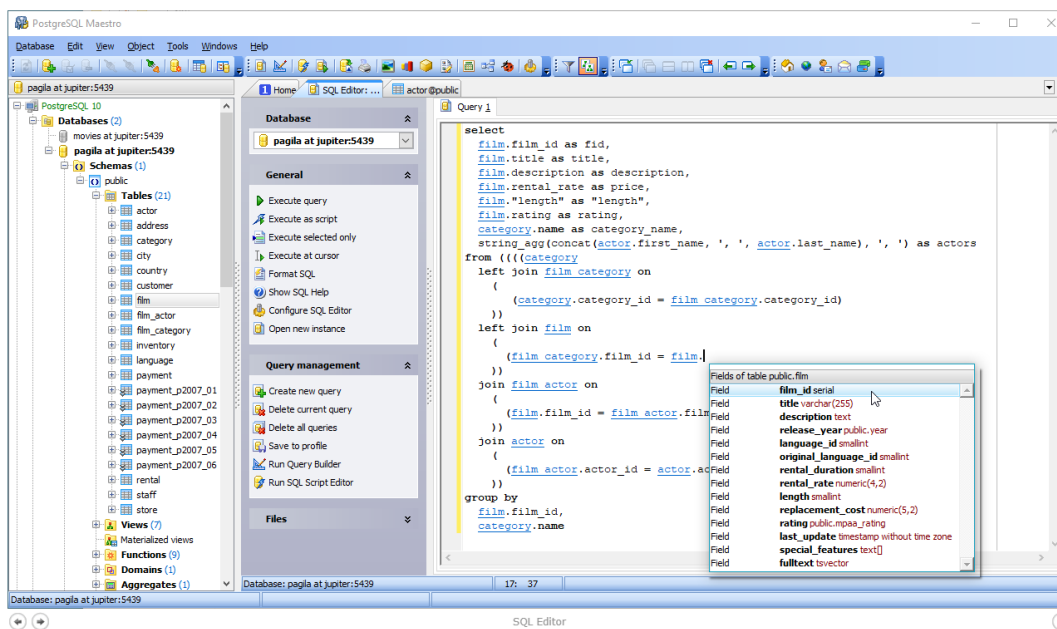 PostgreSQL Maestro
Database Edit View Object Tools Windows Help
pagila at jupiter:5439
PostgreSQL 10
Databases (2)
movies at jupiter:5439
pagila at jupiter:5439
Schemas (1)
public
Tables (21)
actor
address
category
city
country
customer
film
film_actor
film_category
inventory
language
payment
payment_p2007_01
payment_p2007_02
payment_p2007_03
payment_p2007_04
payment_p2007_05
payment_p2007_06
rental
staff
store
Views (7)
Materialized views
Functions (9)
Domains (1)
Aggregates (1)
1 Home
SQL Editor: ...
actor@public
Database
pagila at jupiter:5439
General
Execute query
Execute as script
Execute selected only
Execute at cursor
Format SQL
Show SQL Help
Configure SQL Editor
Open new instance
Query management
Create new query
Delete current query
Delete all queries
Save to profile
Run Query Builder
Run SQL Script Editor
Files
Query 1
select
film.film_id as fid,
film.title as title,
film.description as description,
film.rental_rate as price,
film."length" as "length",
film.rating as rating,
category.name as category_name,
string_agg(concat(actor.first_name, ', ', actor.last_name), ', ') as actors
from ((((category
left join film_category on
(
(category.category_id = film_category.category_id)
))
left join film on
(
(film_category.film_id = film.
))
join film_actor on
(
(film.film_id = film_actor.film
))
join actor on
(
(film_actor.actor_id = actor.ac
))
group by
film.film_id,
category.name
Fields of table public.film
Field film_id serial
Field title varchar(255)
Field description text
Field release_year public.year
Field language_id smallint
Field original_language_id smallint
Field rental_duration smallint
Field rental_rate numeric(4,2)
Field length smallint
Field replacement_cost numeric(5,2)
Field rating public.mpaa_rating
Field last_update timestamp without time zone
Field special_features text[]
Field fulltext tsvector
Database: pagila at jupiter:5439
17: 37
Database: pagila at jupiter:5439
SQL Editor